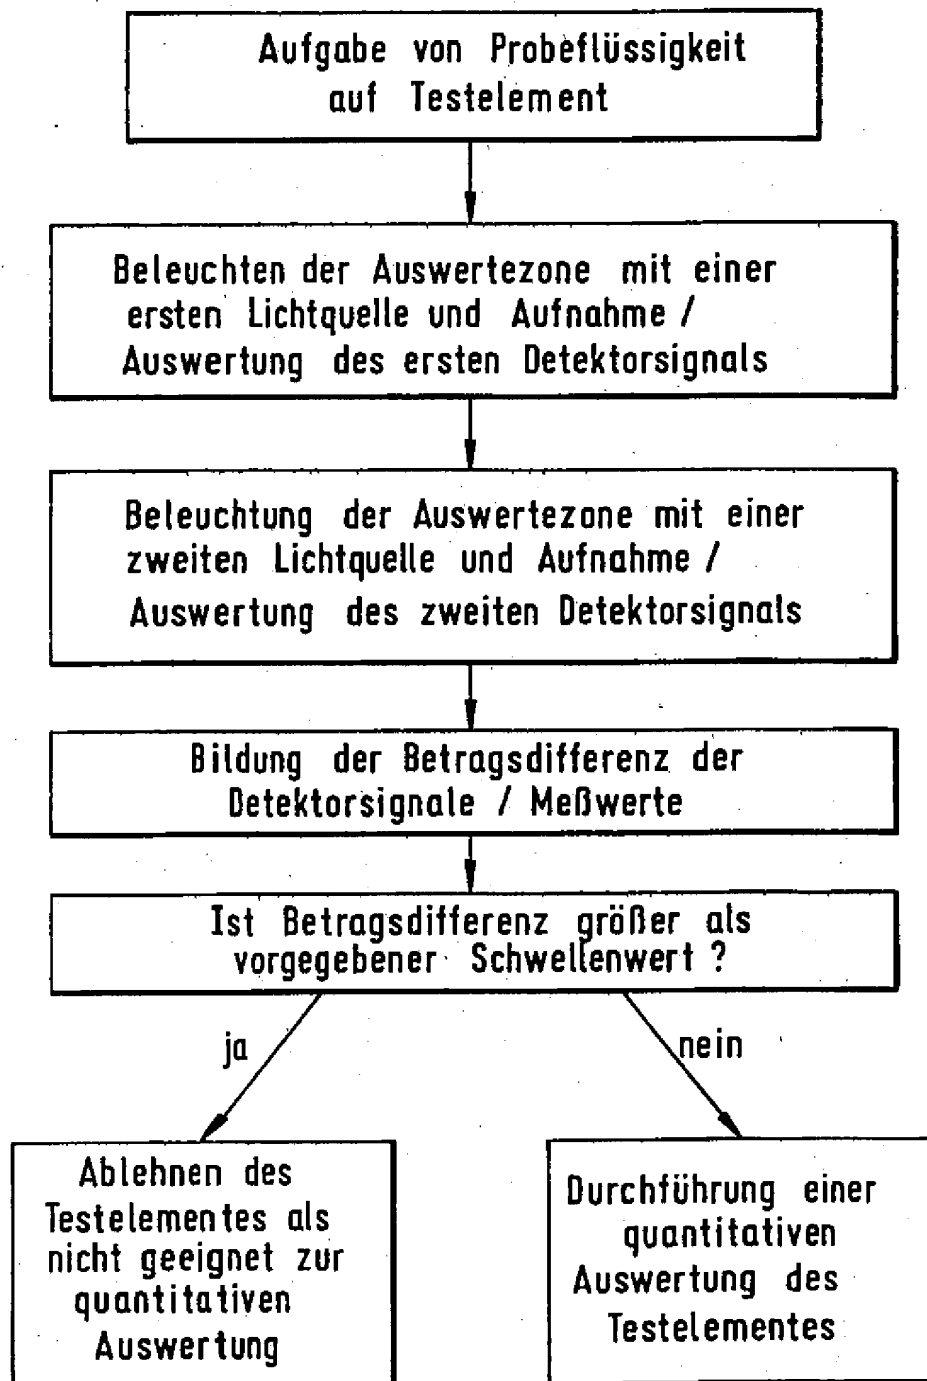 Aufgabe von Probeflüssigkeit
auf Testelement
Beleuchten der Auswertezone mit einer
ersten Lichtquelle und Aufnahme /
Auswertung des ersten Detektorsignals
Beleuchtung der Auswertezone mit einer
zweiten Lichtquelle und Aufnahme /
Auswertung des zweiten Detektorsignals
Bildung der Betragsdifferenz der
Detektorsignale / Meßwerte
Ist Betragsdifferenz größer als
vorgegebener Schwellenwert ?
ja
nein
Ablehnen des
Testelementes als
nicht geeignet zur
quantitativen
Auswertung
Durchführung einer
quantitativen
Auswertung des
Testelementes